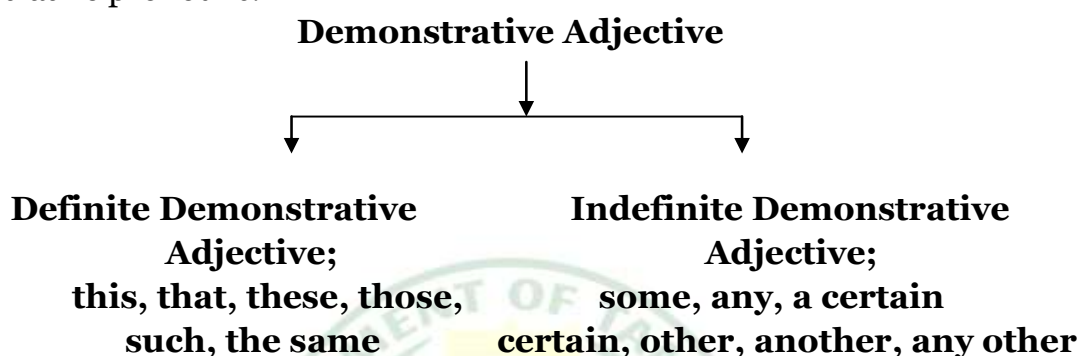 Demonstrative Adjective
Definite Demonstrative
Adjective;
this, that, these, those,
such, the same
Indefinite Demonstrative
Adjective;
some, any, a certain
certain, other, another, any other